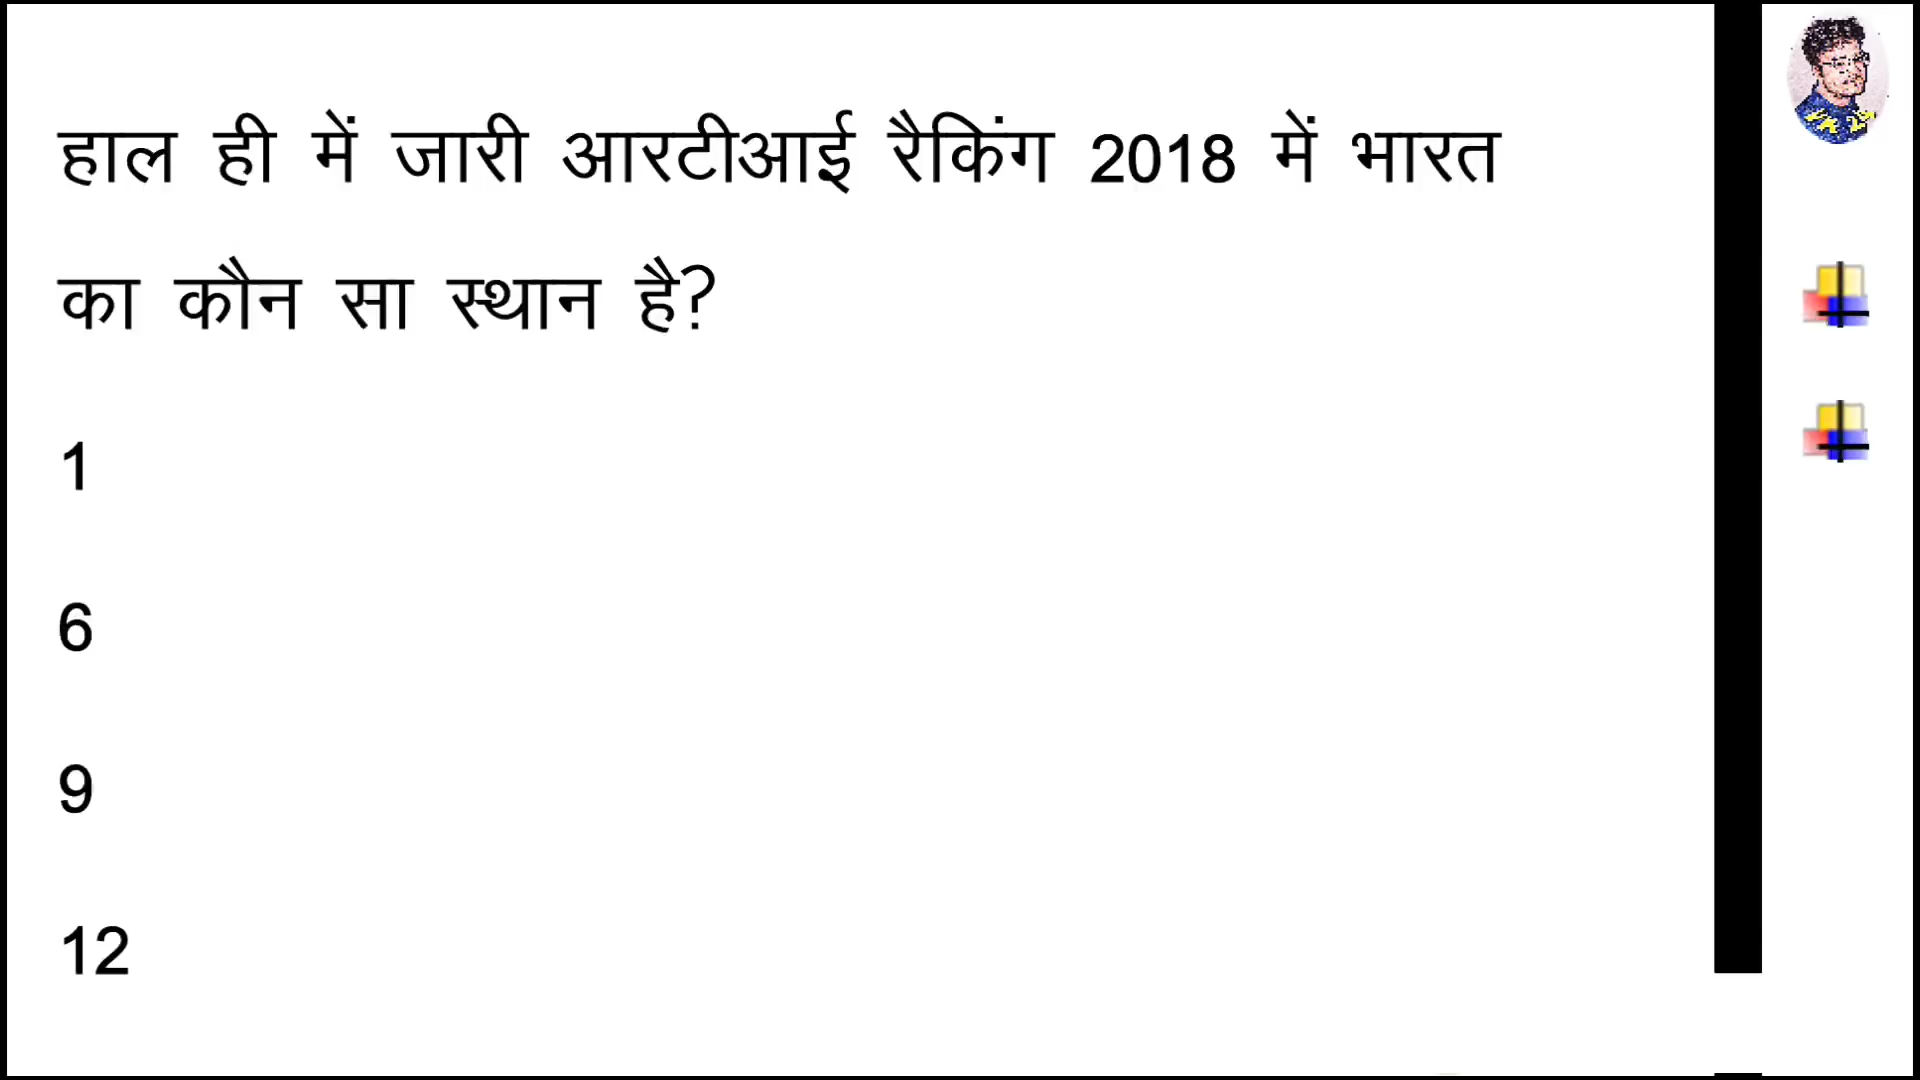 हाल ही में जारी आरटीआई रैकिंग 2018 में भारत
का कौन सा स्थान है?
1
6
9
12